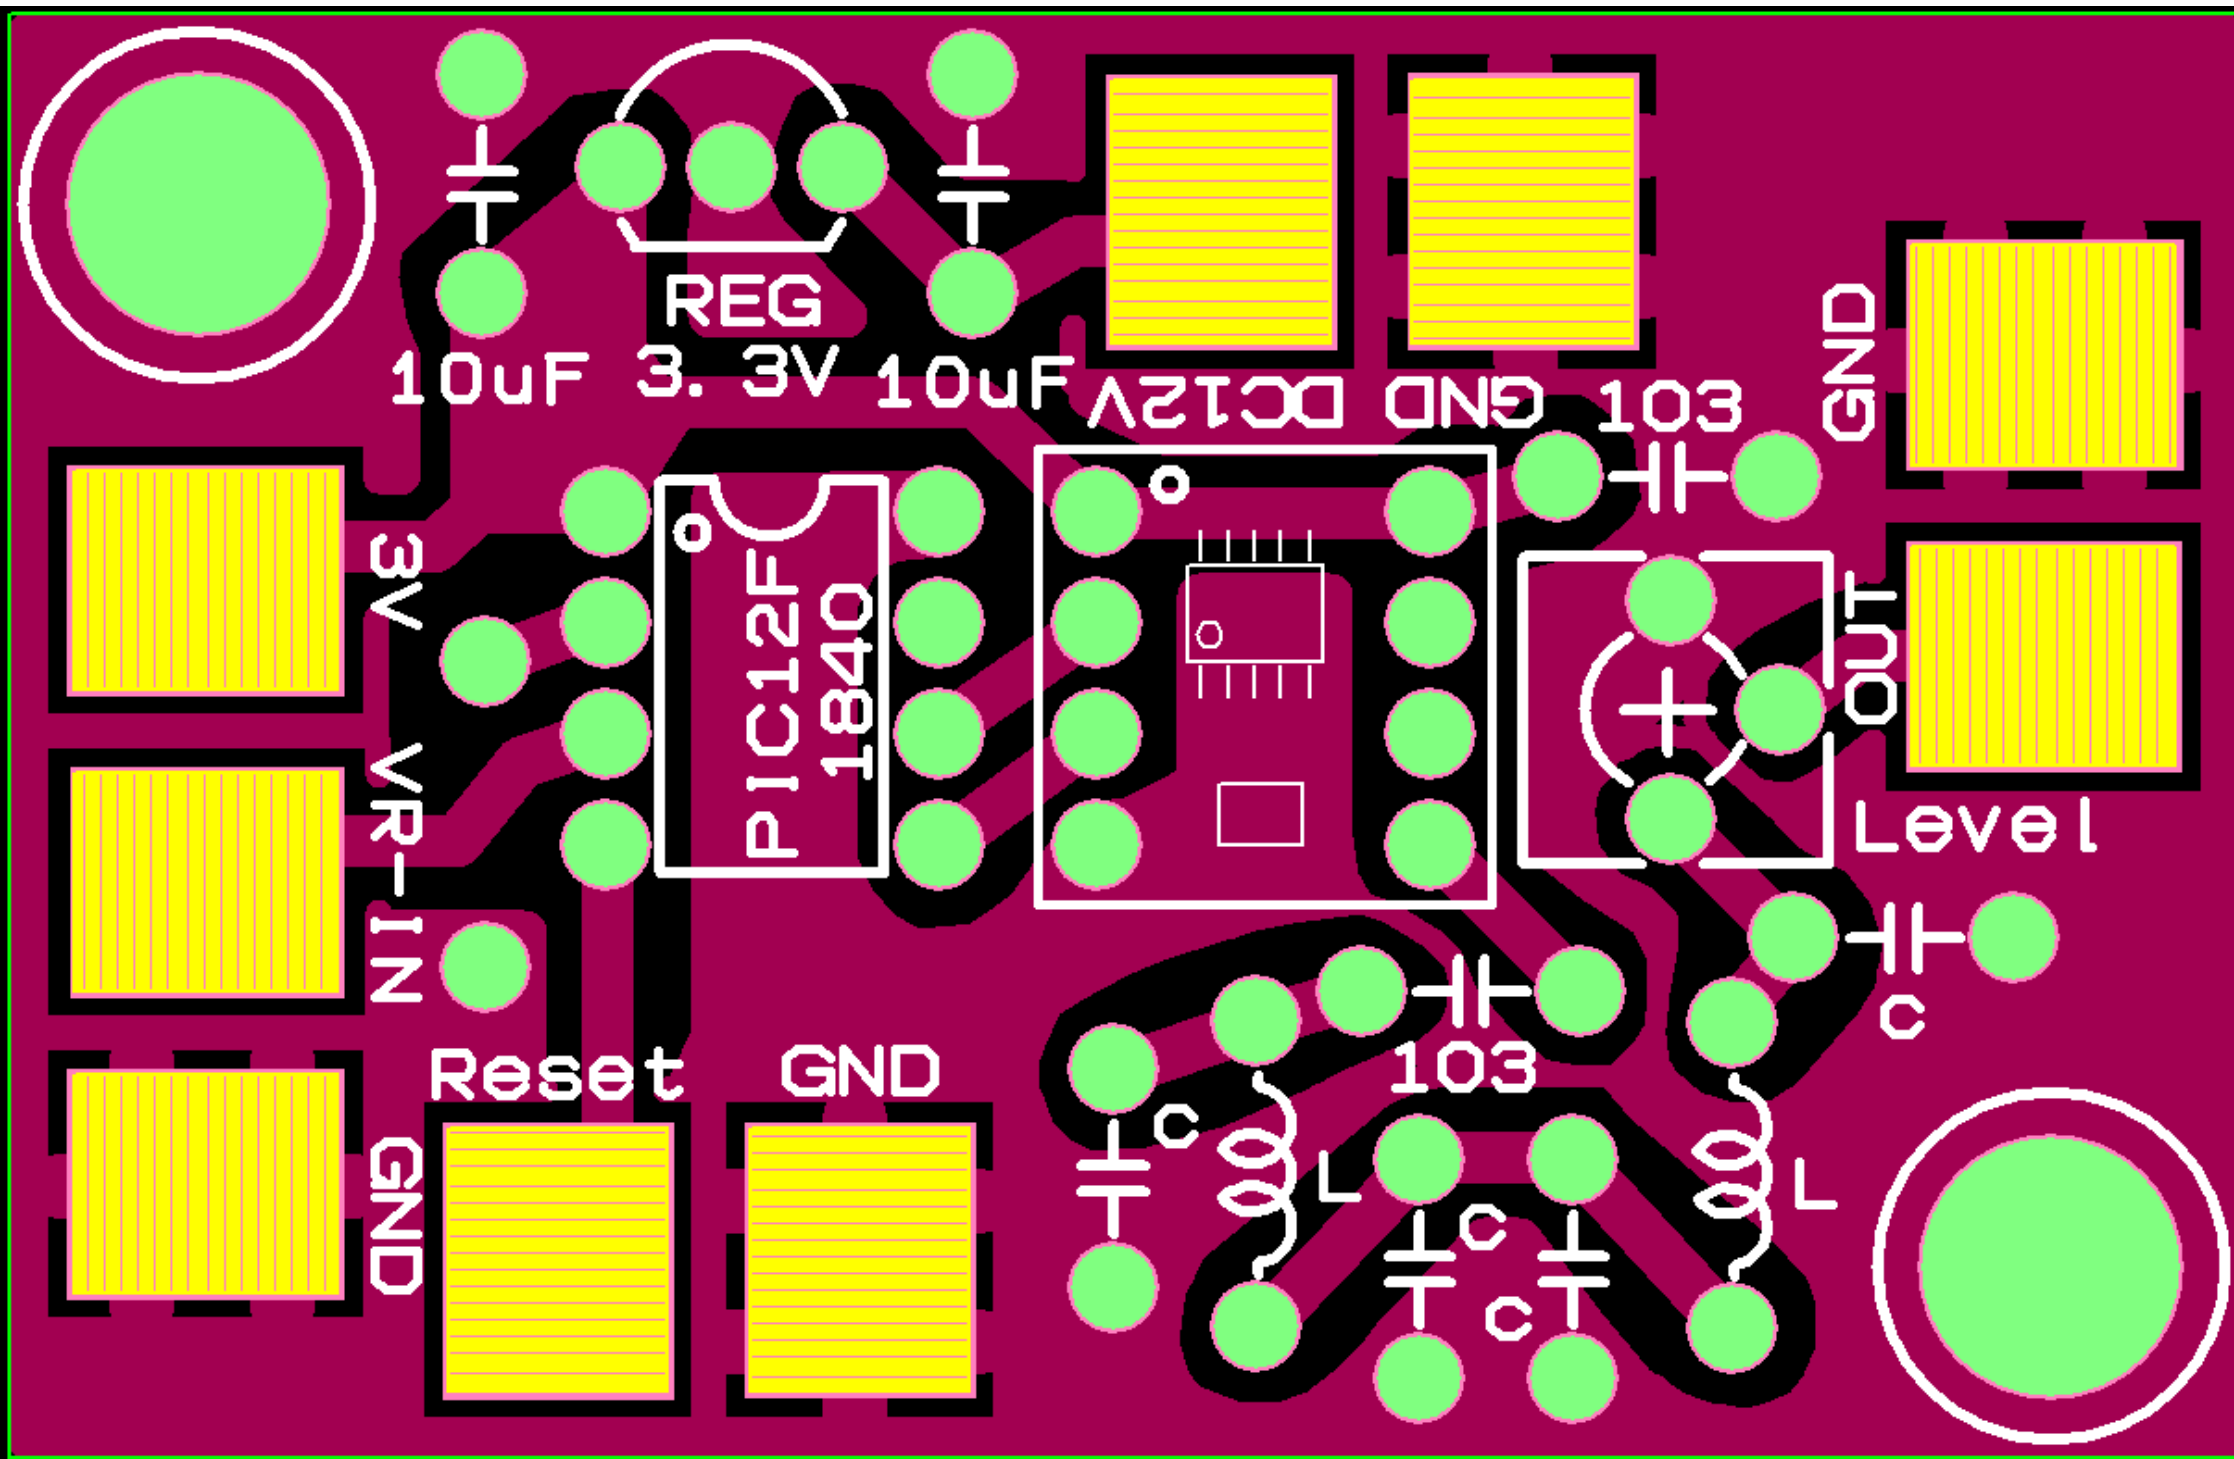 REG
3.3V
10uF
10uF
DC12V
GND
103
GND
3V
PIC12F
1840
OUT
VR-IN
Level
C
Reset
GND
103
C
GND
L
L
C
C